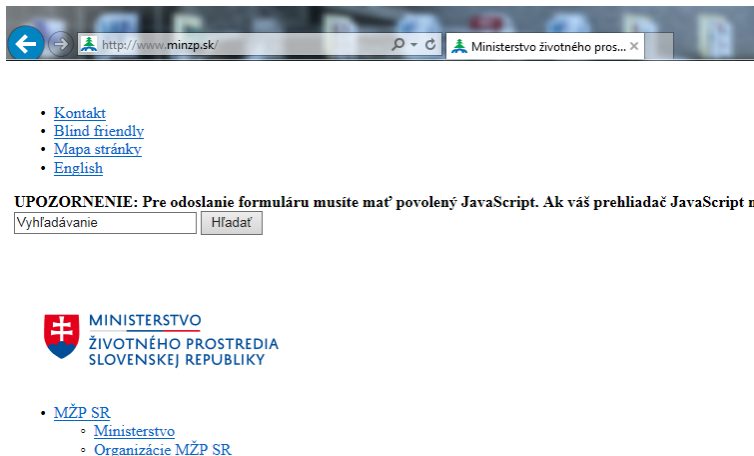 http://www.minzp.sk/
Ministerstvo životného pros...
Kontakt
Blind friendly
Mapa stránky
English
UPOZORNENIE: Pre odoslanie formuláru musíte mať povolený JavaScript. Ak váš prehliadač JavaScript
Vyhľadávanie
Hľadať
MINISTERSTVO
ŽIVOTNÉHO PROSTREDIA
SLOVENSKEJ REPUBLIKY
MŽP SR
Ministerstvo
Organizácie MŽP SR